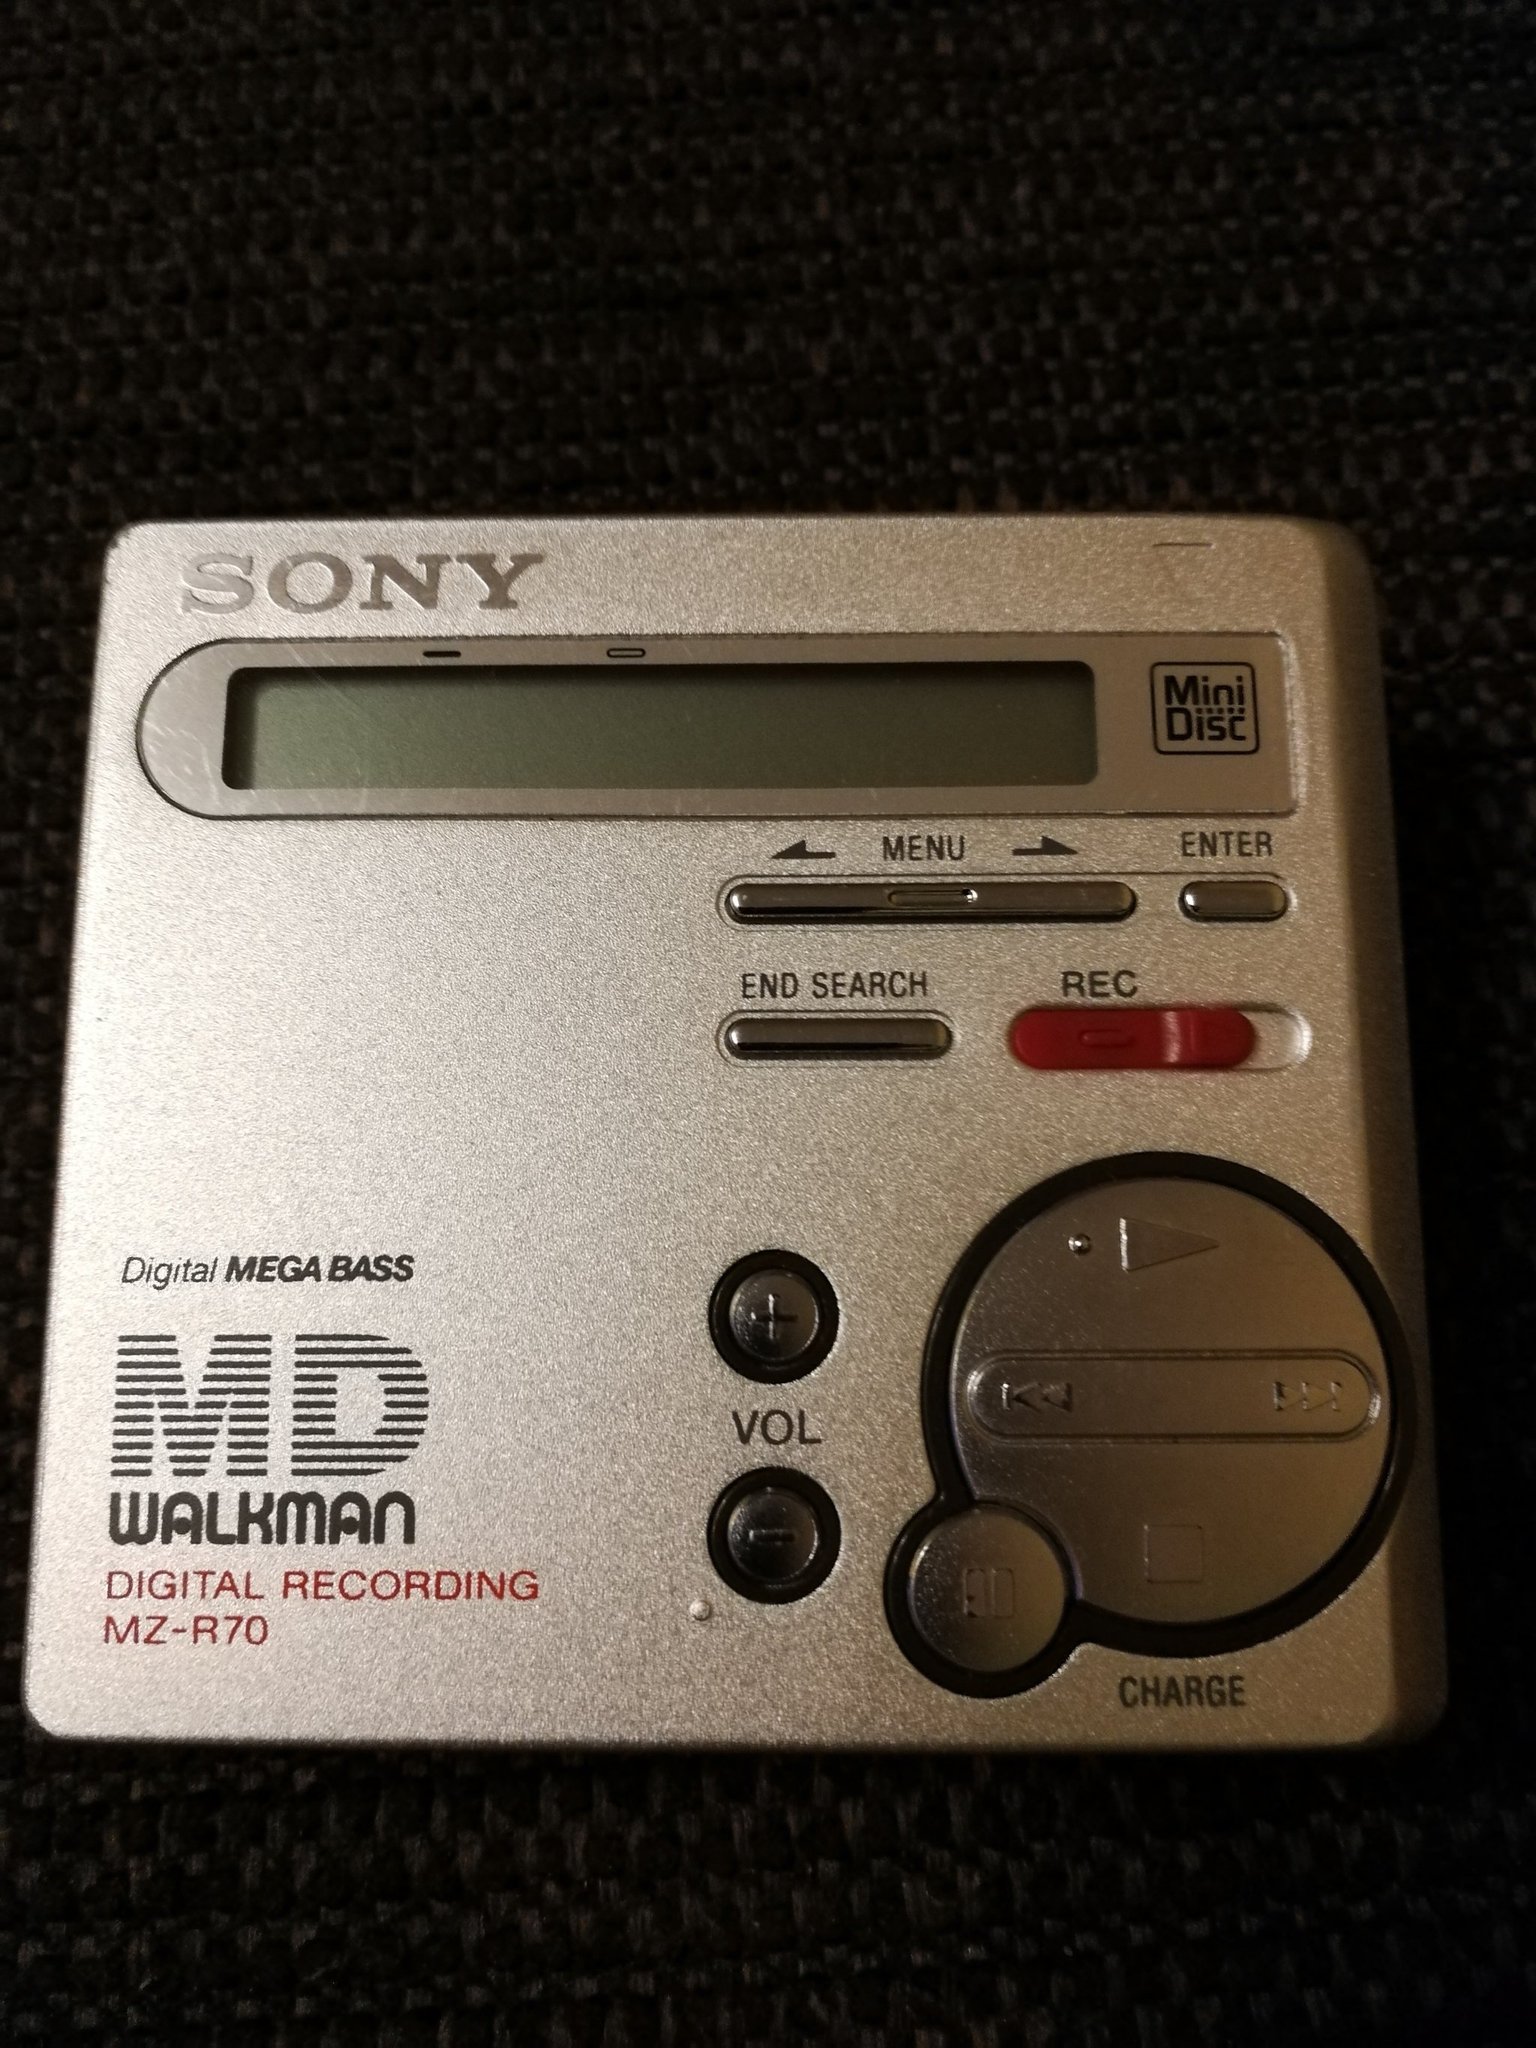 SONY
Mini
Disc
MENU
ENTER
END SEARCH
REC
Digital MEGA BASS
MD
WALKMAN
VOL
DIGITAL RECORDING
MZ-R70
CHARGE